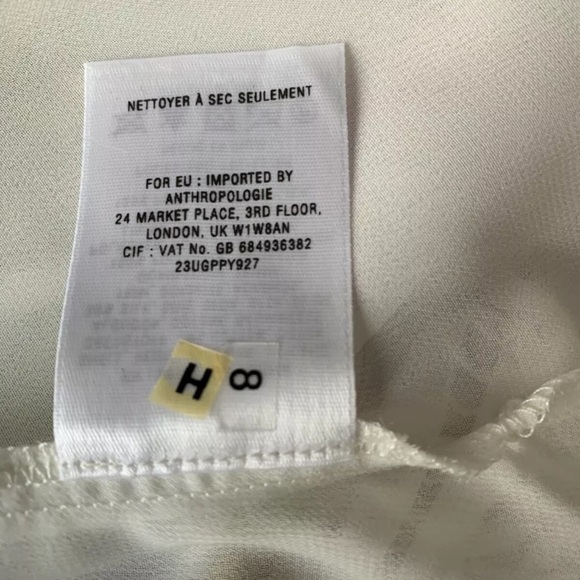 NETTOYER À SEC SEULEMENT
FOR EU : IMPORTED BY
ANTHROPOLOGIE
24 MARKET PLACE, 3RD FLOOR,
LONDON, UK W1W8AN
CIF : VAT No. GB 684936382
23UGPPY927
H 8